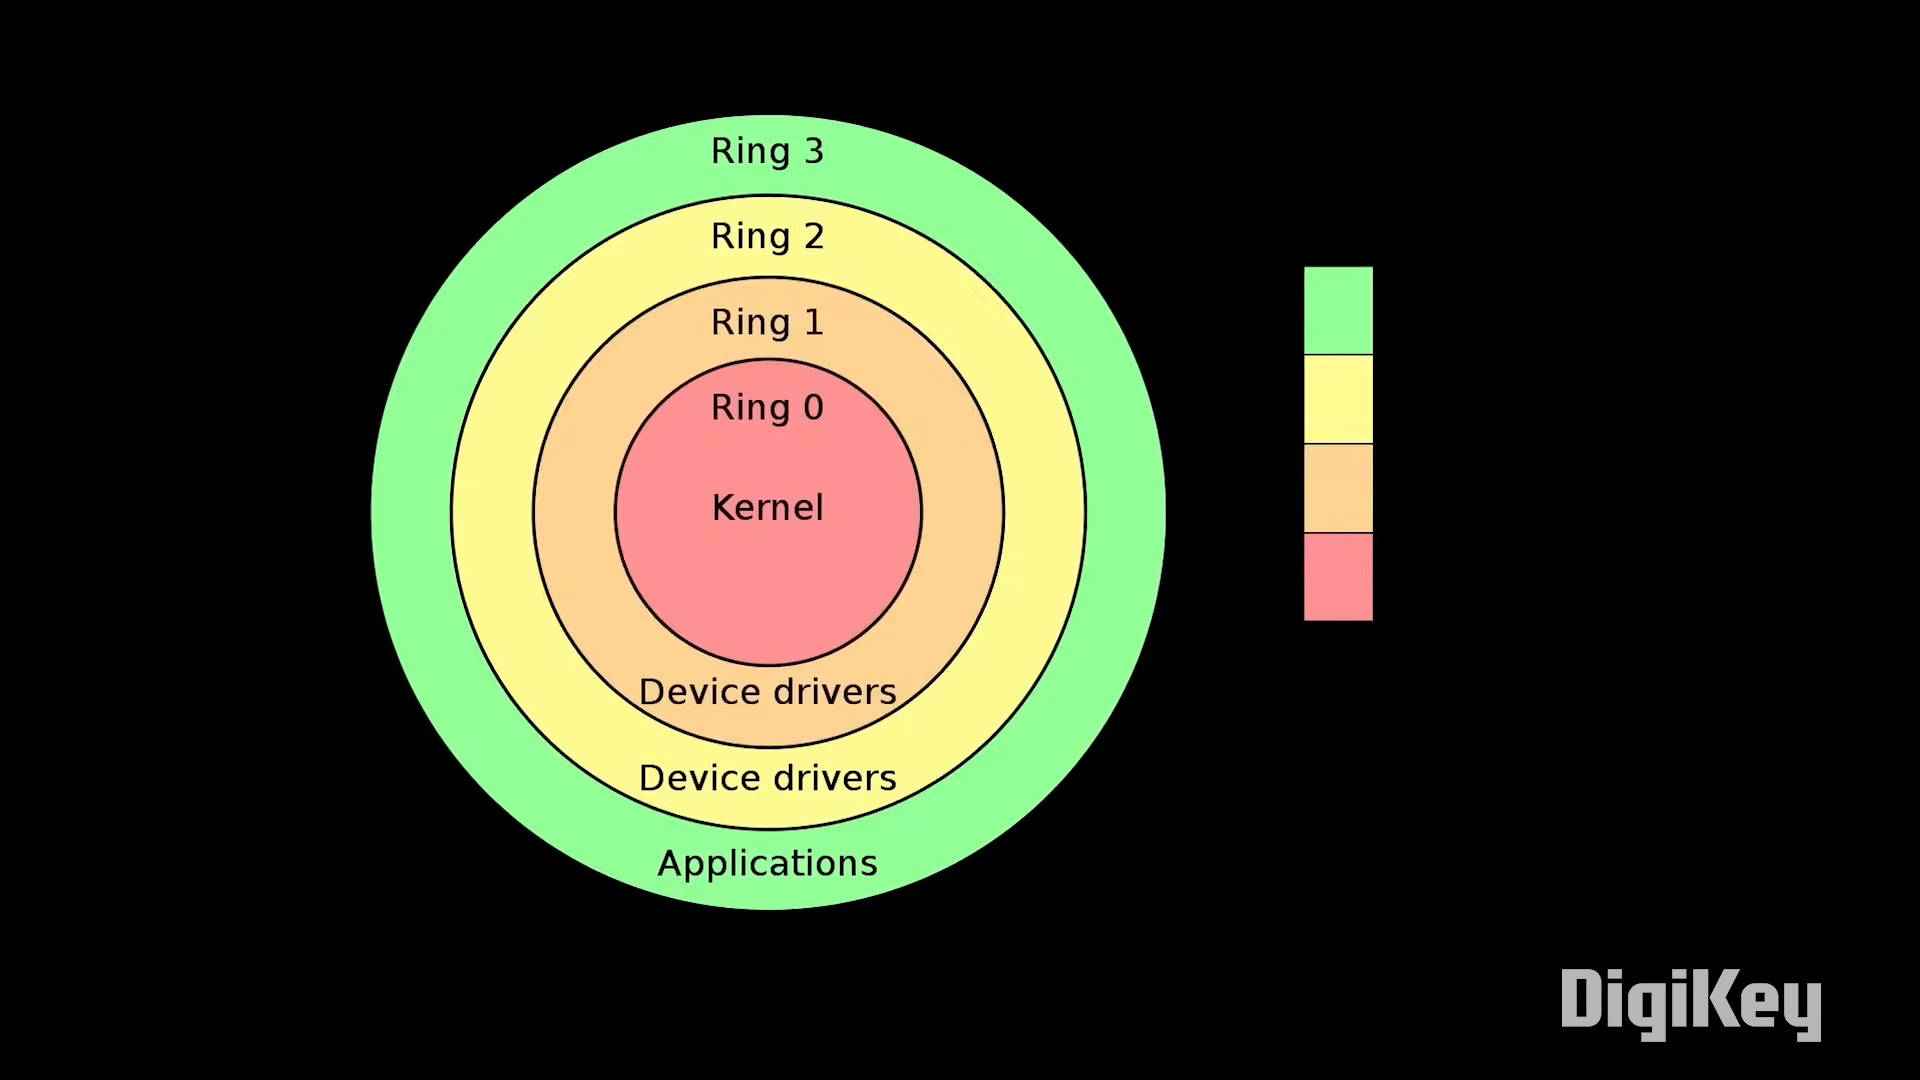 Ring 3
Ring 2
Ring 1
Ring 0
Kernel
Device drivers
Device drivers
Applications
DigiKey